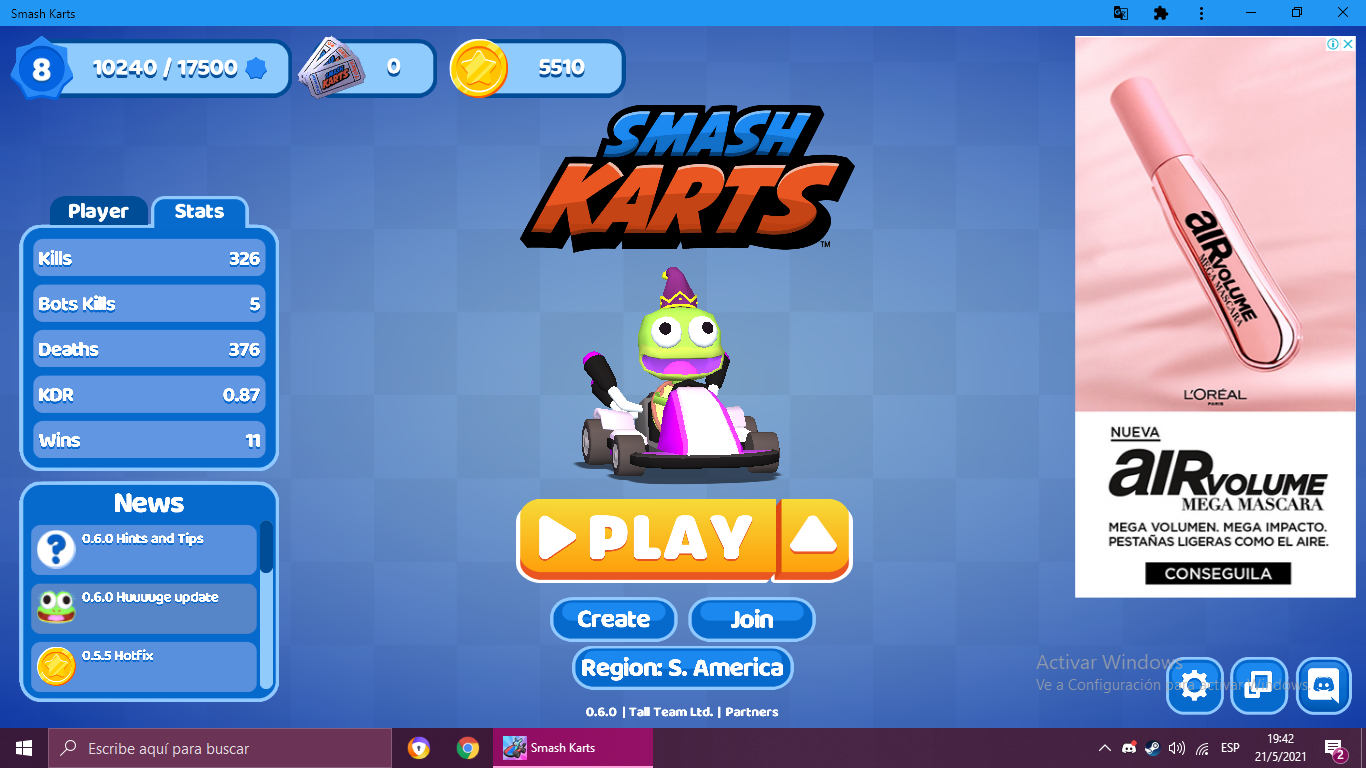 Smash Karts
8
10240 / 17500
0
5510
SMASH
KARTS
SMASH
KARTS™
Player
Stats
Kills 326
Bots Kills 5
Deaths 376
KDR 0.87
Wins 11
News
? 0.6.0 Hints and Tips
0.6.0 Huuuuge update
0.5.5 Hotfix
PLAY
Create
Join
Region: S. America
0.6.0 | Tall Team Ltd. | Partners
aIRVOLUME
MEGA MASCARA
L'ORÉAL
PARIS
NUEVA
aIRVOLUME
MEGA MASCARA
MEGA VOLUMEN. MEGA IMPACTO.
PESTAÑAS LIGERAS COMO EL AIRE.
CONSEGUILA
Activar Windows
Ve a Configuración para activar Windows.
Escribe aquí para buscar
Smash Karts
ESP
19:42
21/5/2021
2